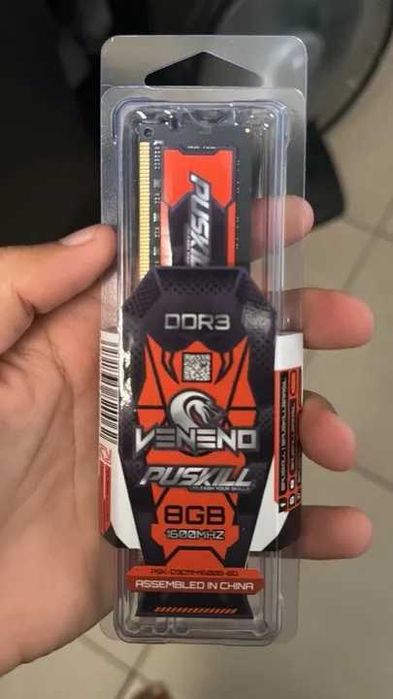 PUSKILL
DDR3
VENENO
PUSKILL
8GB
1600MHZ
ASSEMBLED IN CHINA